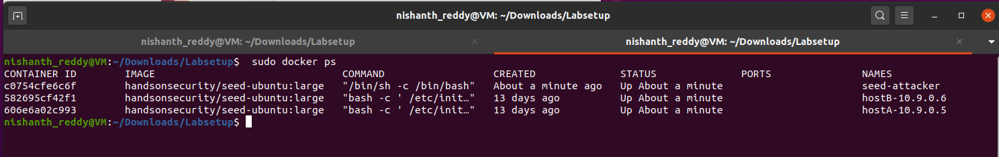 nishanth_reddy@VM: ~/Downloads/Labsetup
nishanth_reddy@VM: ~/Downloads/Labsetup × nishanth_reddy@VM: ~/Downloads/Labsetup ×
nishanth_reddy@VM:~/Downloads/Labsetup$  sudo docker ps
CONTAINER ID   IMAGE   COMMAND   CREATED   STATUS   PORTS   NAMES
c0754cfe6c6f   handsonsecurity/seed-ubuntu:large   "/bin/sh -c /bin/bash"   About a minute ago   Up About a minute   seed-attacker
582695cf42f1   handsonsecurity/seed-ubuntu:large   "bash -c ' /etc/init…"   13 days ago   Up About a minute   hostB-10.9.0.6
606e6a02c993   handsonsecurity/seed-ubuntu:large   "bash -c ' /etc/init…"   13 days ago   Up About a minute   hostA-10.9.0.5
nishanth_reddy@VM:~/Downloads/Labsetup$